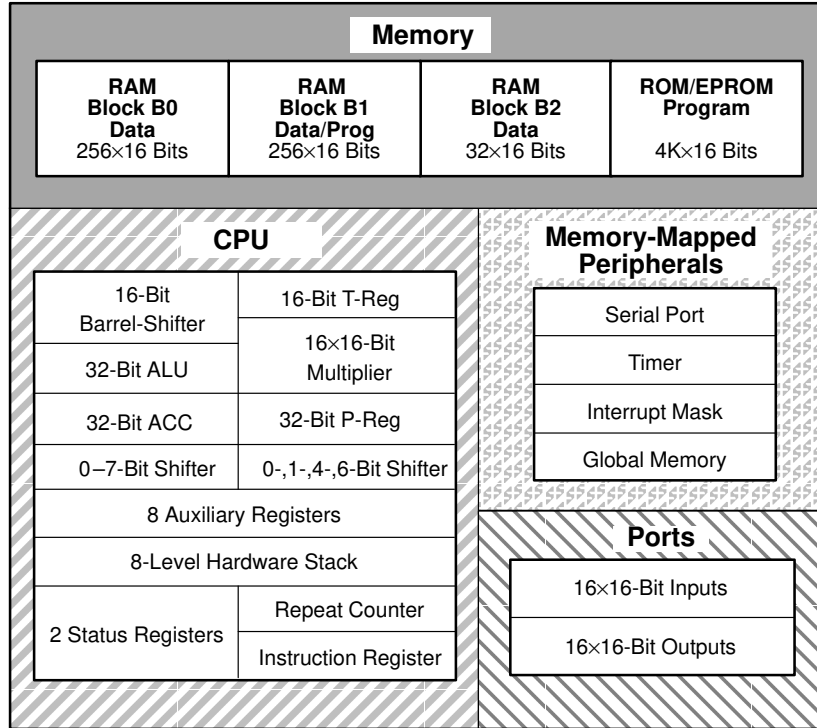 Memory
RAM
Block B0
Data
256×16 Bits
RAM
Block B1
Data/Prog
256×16 Bits
RAM
Block B2
Data
32×16 Bits
ROM/EPROM
Program
4K×16 Bits
CPU
16-Bit
Barrel-Shifter
32-Bit ALU
32-Bit ACC
0–7-Bit Shifter
16-Bit T-Reg
16×16-Bit
Multiplier
32-Bit P-Reg
0-,1-,4-,6-Bit Shifter
8 Auxiliary Registers
8-Level Hardware Stack
2 Status Registers
Repeat Counter
Instruction Register
Memory-Mapped
Peripherals
Serial Port
Timer
Interrupt Mask
Global Memory
Ports
16×16-Bit Inputs
16×16-Bit Outputs